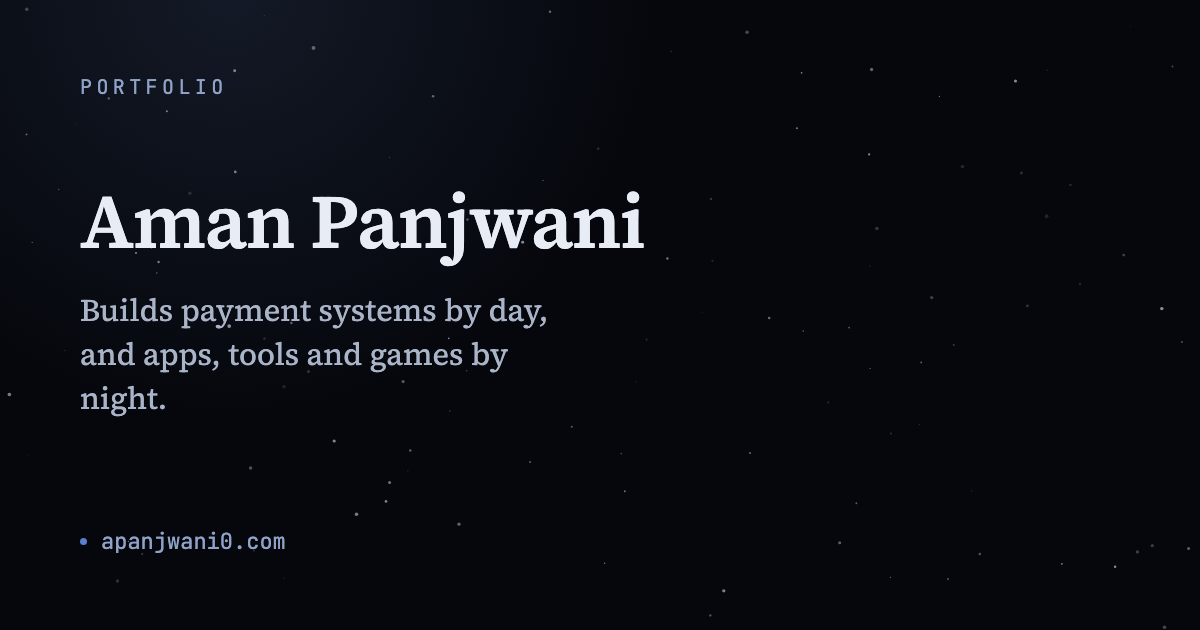 PORTFOLIO
Aman Panjwani
Builds payment systems by day,
and apps, tools and games by
night.
apanjwani0.com